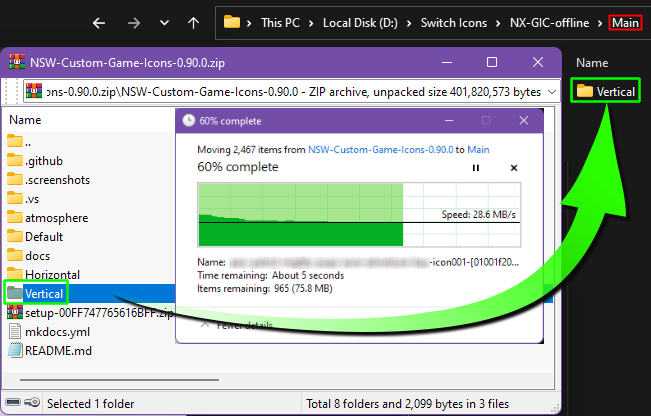 This PC > Local Disk (D:) > Switch Icons > NX-GIC-offline > Main
NSW-Custom-Game-Icons-0.90.0.zip
ons-0.90.0.zip\NSW-Custom-Game-Icons-0.90.0 - ZIP archive, unpacked size 401,820,573 bytes
Name
..
.github
.screenshots
.vs
atmosphere
Default
docs
Horizontal
Vertical
setup-00FF747765616BFF.zip
mkdocs.yml
README.md
Selected 1 folder
Total 8 folders and 2,099 bytes in 3 files
60% complete
Moving 2,467 items from NSW-Custom-Game-Icons-0.90.0 to Main
60% complete
Speed: 28.6 MB/s
Name: -icon001-[01001f20...
Time remaining: About 5 seconds
Items remaining: 965 (75.8 MB)
Fewer details
Name
Vertical